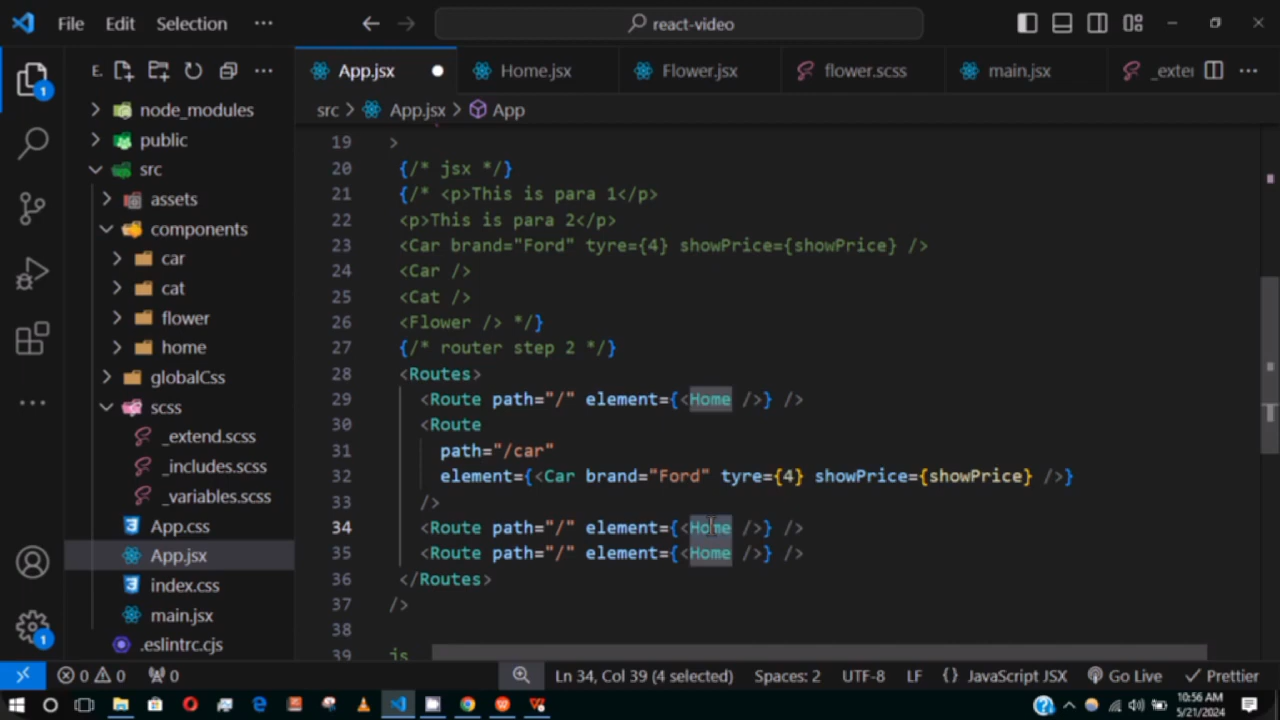 File Edit Selection ··· react-video
E. ··· App.jsx Home.jsx Flower.jsx flower.scss main.jsx _exte ···
src > App.jsx > App
node_modules
public
src
assets
components
car
cat
flower
home
globalCss
scss
_extend.scss
_includes.scss
_variables.scss
App.css
App.jsx
index.css
main.jsx
.eslintrc.cjs
19 >
20 {/* jsx */}
21 {/* <p>This is para 1</p>
22 <p>This is para 2</p>
23 <Car brand="Ford" tyre={4} showPrice={showPrice} />
24 <Car />
25 <Cat />
26 <Flower /> */}
27 {/* router step 2 */}
28 <Routes>
29 <Route path="/" element={<Home />} />
30 <Route
31 path="/car"
32 element={<Car brand="Ford" tyre={4} showPrice={showPrice} />}
33 />
34 <Route path="/" element={<Home />} />
35 <Route path="/" element={<Home />} />
36 </Routes>
37 />
38
39 is
0 0 0 Ln 34, Col 39 (4 selected) Spaces: 2 UTF-8 LF {} JavaScript JSX Go Live Prettier
10:56 AM
5/21/2024